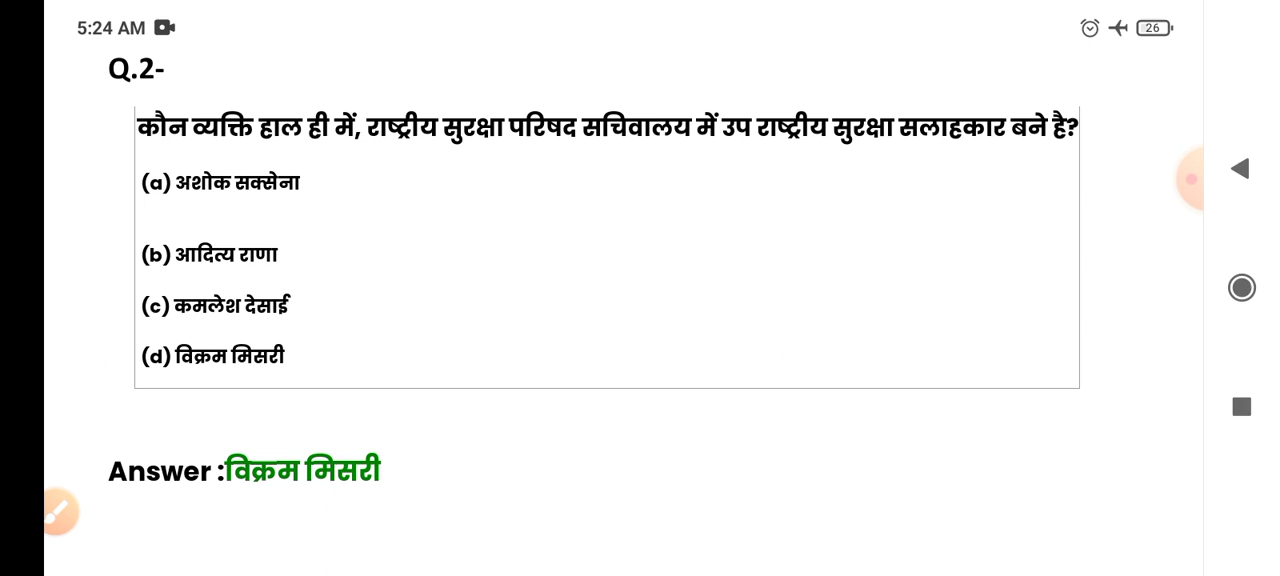 5:24 AM
26
Q.2-
कौन व्यक्ति हाल ही में, राष्ट्रीय सुरक्षा परिषद सचिवालय में उप राष्ट्रीय सुरक्षा सलाहकार बने है?
(a) अशोक सक्सेना
(b) आदित्य राणा
(c) कमलेश देसाई
(d) विक्रम मिसरी
Answer :विक्रम मिसरी